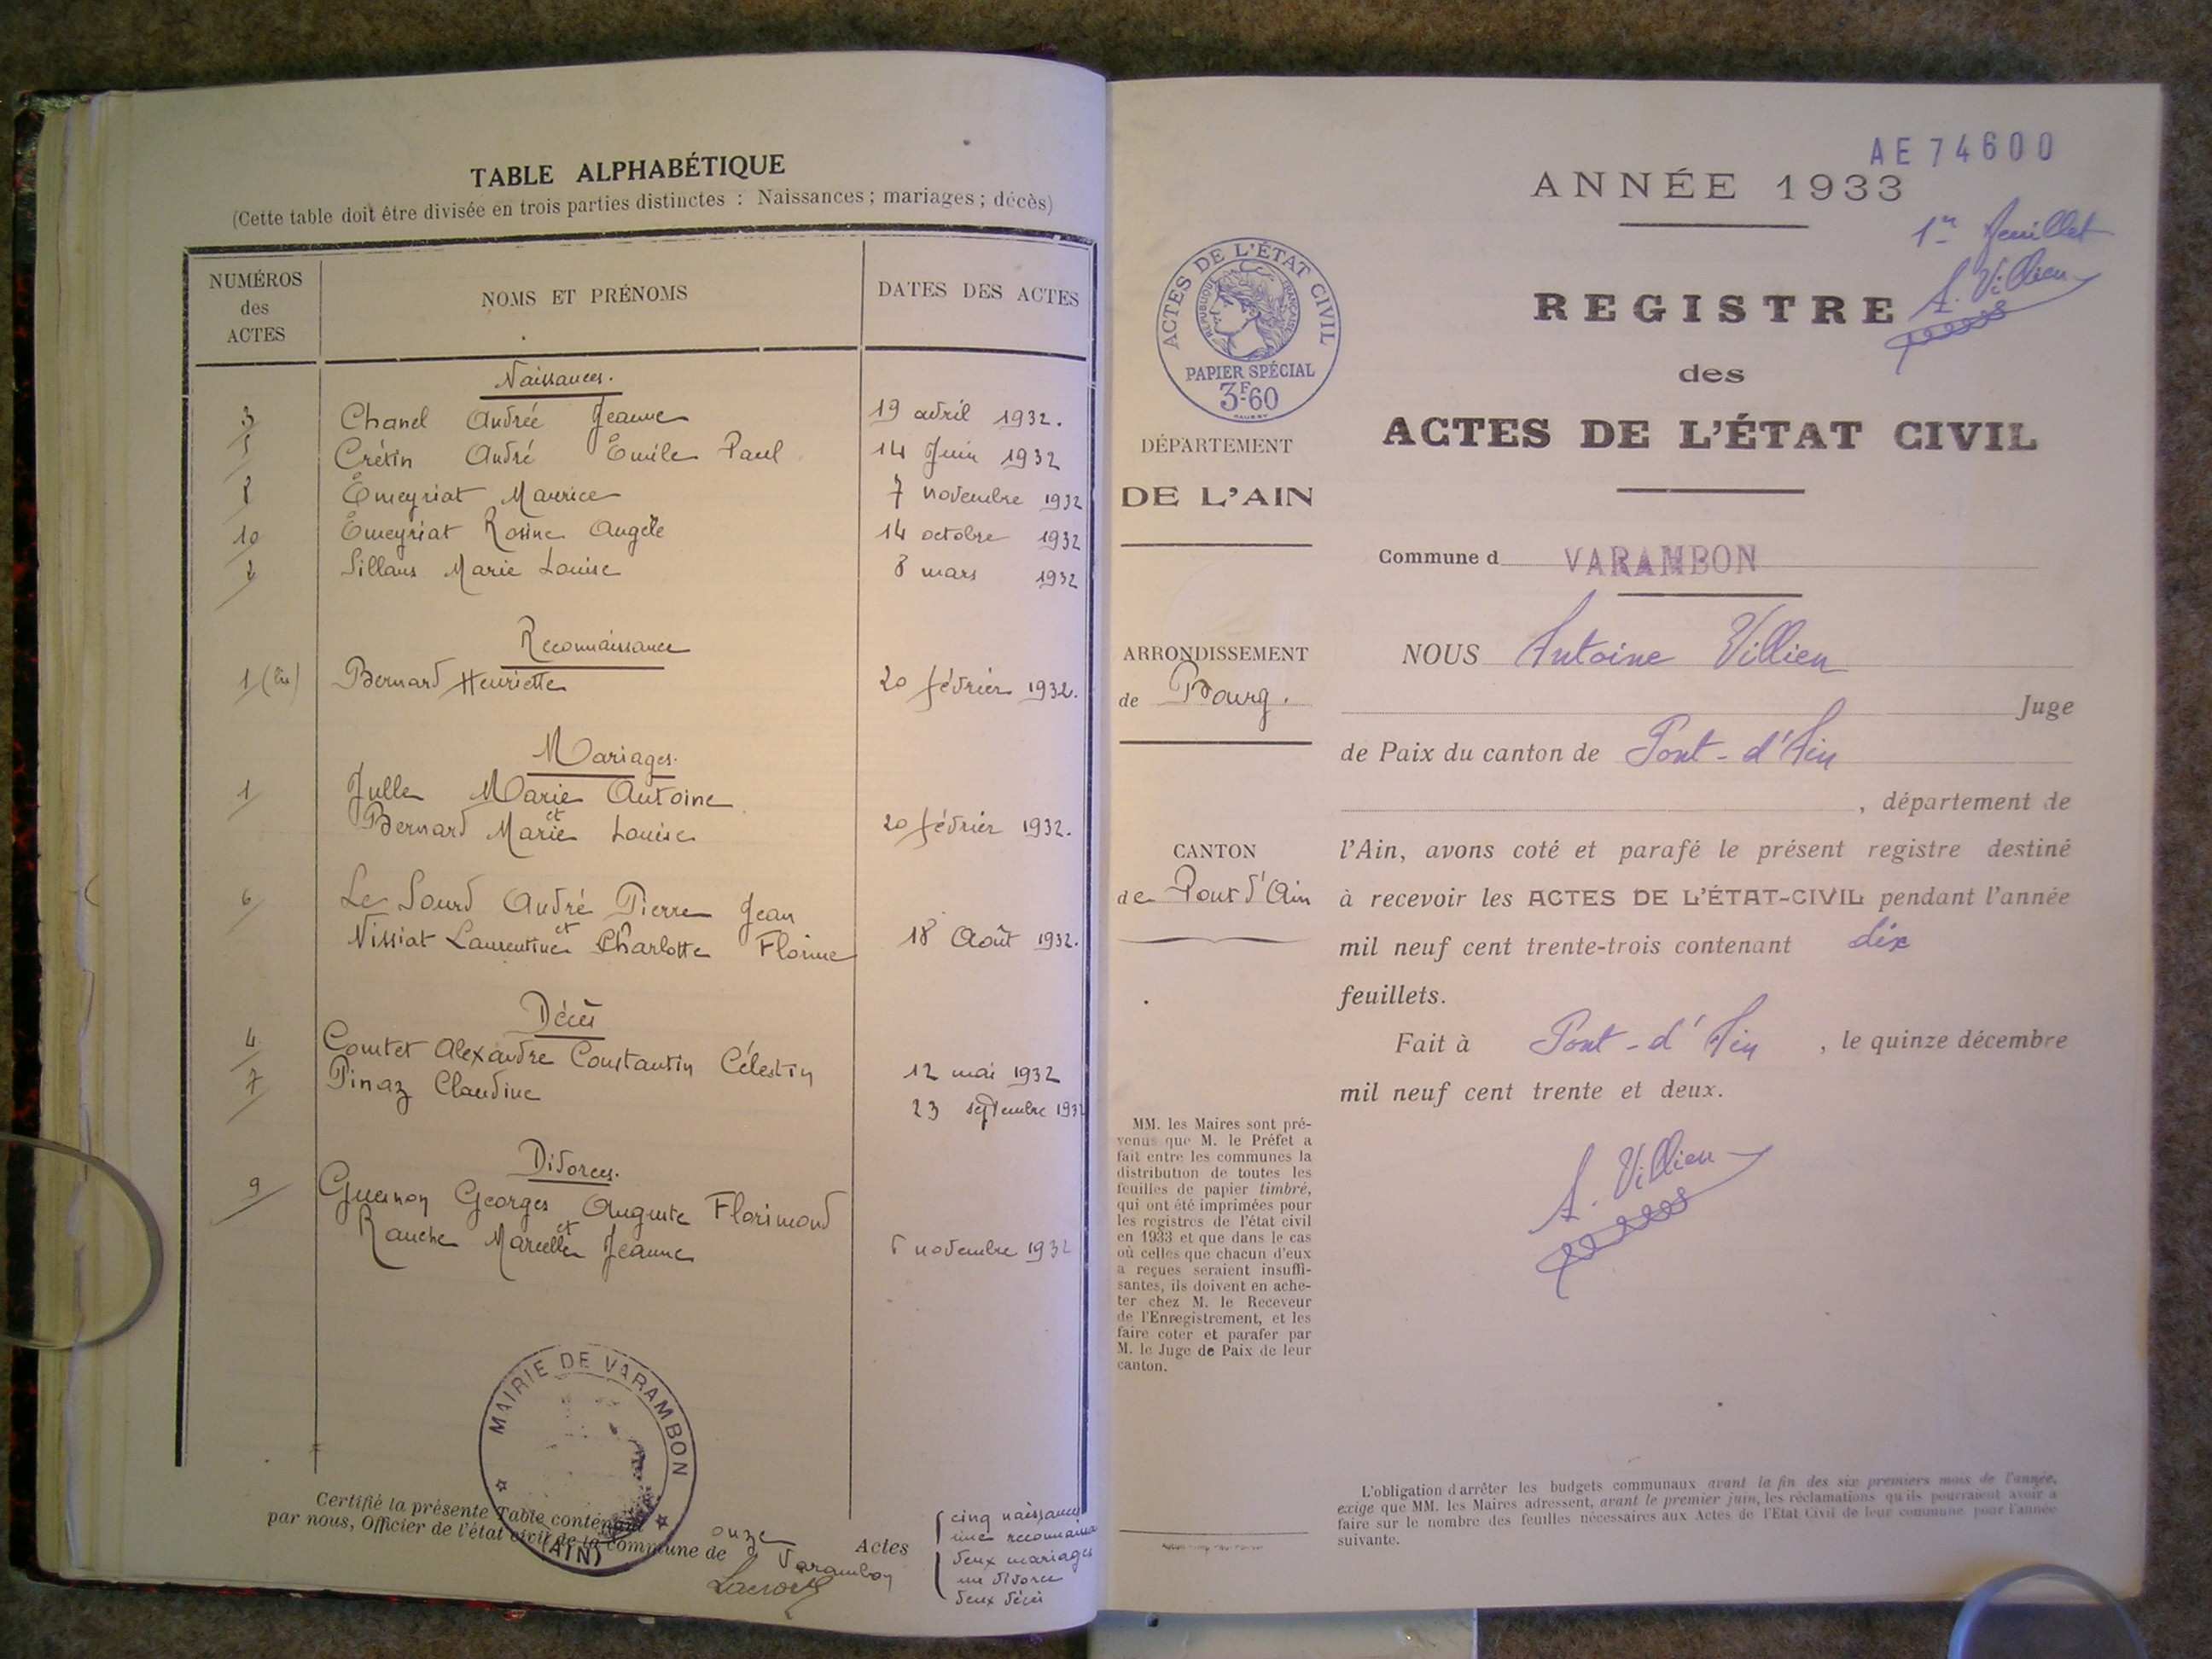 TABLE ALPHABÉTIQUE
(Cette table doit être divisée en trois parties distinctes : Naissances ; mariages ; décès)
NUMÉROS
des
ACTES
NOMS ET PRÉNOMS
DATES DES ACTES
Naissances.
3 Chanel Andrée Jeanne 19 avril 1932.
5 Crétin André Emile Paul 14 Juin 1932
8 Emeyriat Maurice 7 novembre 1932
10 Emeyriat Rosine Angèle 14 octobre 1932
2 Sillans Marie Louise 8 mars 1932
Reconnaissance
1 (bis) Bernard Henriette 20 février 1932.
Mariages.
1 Julle Marie Antoine
et
Bernard Marie Louise 20 février 1932.
6 Le Sourd André Pierre Jean
et
Nissiat Laurentine Charlotte Florine 18 Août 1932.
Décès
4 Comtet Alexandre Constantin Célestin 12 mai 1932
7 Pinaz Claudine 23 septembre 1932
Divorces.
9 Guenon Georges Auguste Florimond
et
Rauche Marcelle Jeanne novembre 1932
MAIRIE DE VARAMBON
(AIN)
Certifié la présente Table contenant onze Actes
par nous, Officier de l'état civil de la commune de Varambon
cinq naissances
une reconnaissance
deux mariages
un divorce
deux décès
AE 74600
ANNÉE 1933
1er feuillet
A. Villien
REGISTRE
des
ACTES DE L'ÉTAT CIVIL
ACTES DE L'ÉTAT CIVIL
RÉPUBLIQUE FRANÇAISE
PAPIER SPÉCIAL
3F.60
DÉPARTEMENT
DE L'AIN
Commune d VARAMBON
ARRONDISSEMENT
de Bourg.
CANTON
de Pont d'Ain
NOUS Antoine Villien
Juge
de Paix du canton de Pont-d'Ain
, département de
l'Ain, avons coté et parafé le présent registre destiné
à recevoir les ACTES DE L'ÉTAT-CIVIL pendant l'année
mil neuf cent trente-trois contenant dix
feuillets.
Fait à Pont-d'Ain , le quinze décembre
mil neuf cent trente et deux.
A. Villien
MM. les Maires sont pré-
venus que M. le Préfet a
fait entre les communes la
distribution de toutes les
feuilles de papier timbré,
qui ont été imprimées pour
les registres de l'état civil
en 1933 et que dans le cas
où celles que chacun d'eux
a reçues seraient insuffi-
santes, ils doivent en ache-
ter chez M. le Receveur
de l'Enregistrement, et les
faire coter et parafer par
M. le Juge de Paix de leur
canton.
L'obligation d'arrêter les budgets communaux avant la fin des six premiers mois de l'année,
exige que MM. les Maires adressent, avant le premier juin, les réclamations qu'ils pourraient avoir à
faire sur le nombre des feuilles nécessaires aux Actes de l'Etat Civil de leur commune pour l'année
suivante.